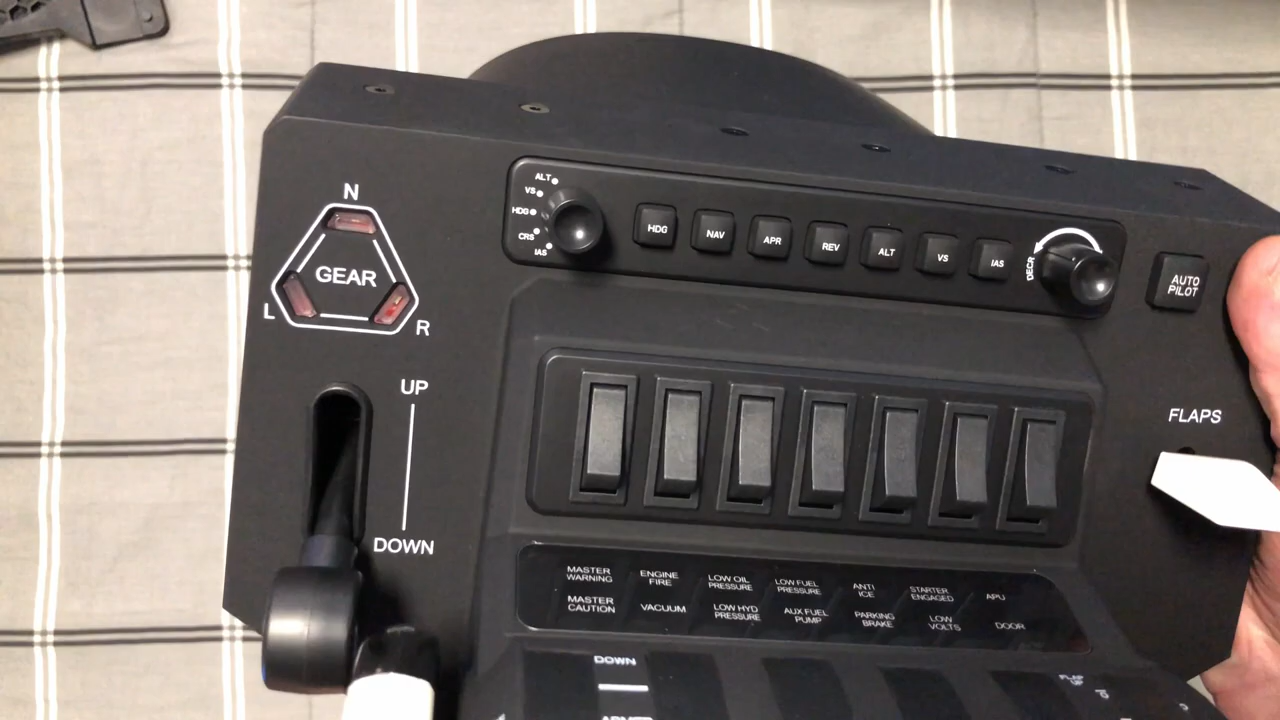 N
GEAR
L
R
UP
DOWN
ALT
VS
HDG
CRS
IAS
HDG
NAV
APR
REV
ALT
VS
IAS
DECR
AUTO
PILOT
FLAPS
MASTER
WARNING
ENGINE
FIRE
LOW OIL
PRESSURE
LOW FUEL
PRESSURE
ANTI
ICE
STARTER
ENGAGED
APU
MASTER
CAUTION
VACUUM
LOW HYD
PRESSURE
AUX FUEL
PUMP
PARKING
BRAKE
LOW
VOLTS
DOOR
DOWN